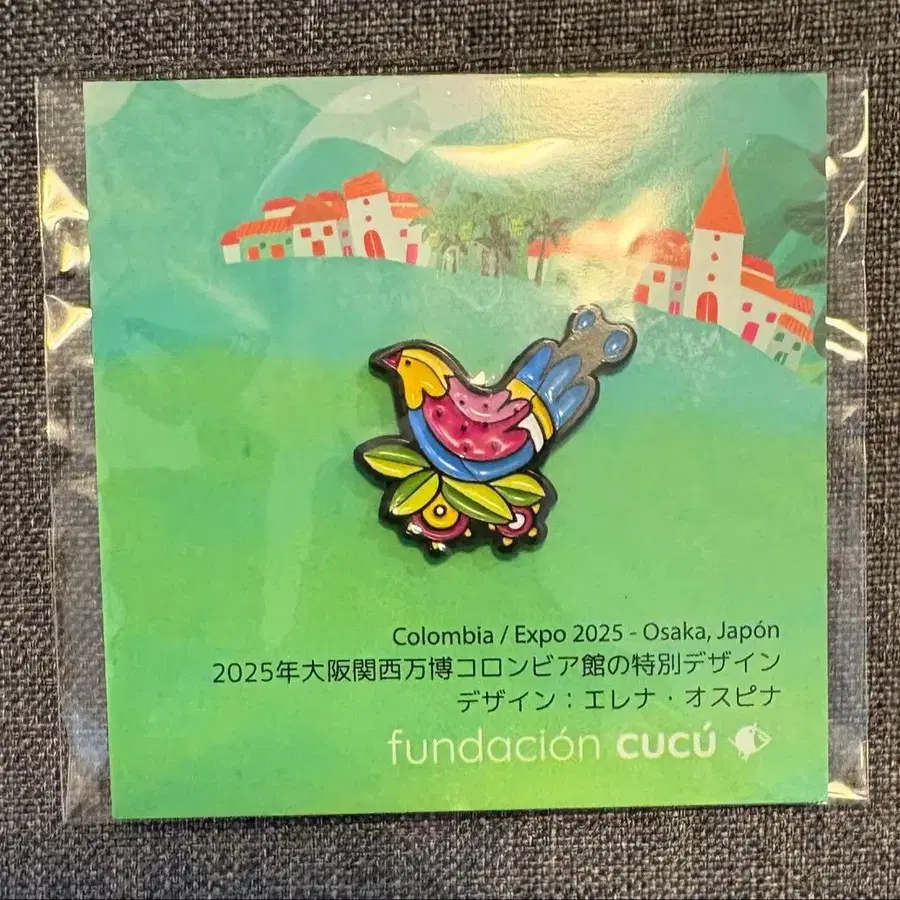 Colombia / Expo 2025 - Osaka, Japón
2025年大阪関西万博コロンビア館の特別デザイン
デザイン：エレナ・オスピナ
fundación cucú